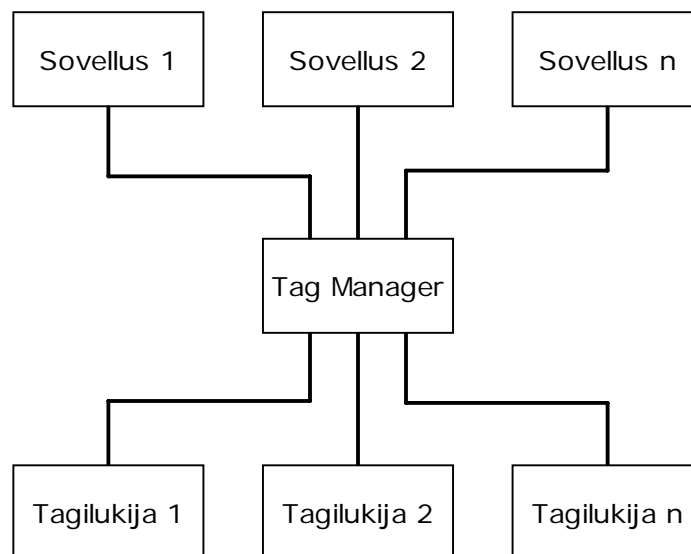 Sovellus 1
Sovellus 2
Sovellus n
Tag Manager
Tagilukija 1
Tagilukija 2
Tagilukija n